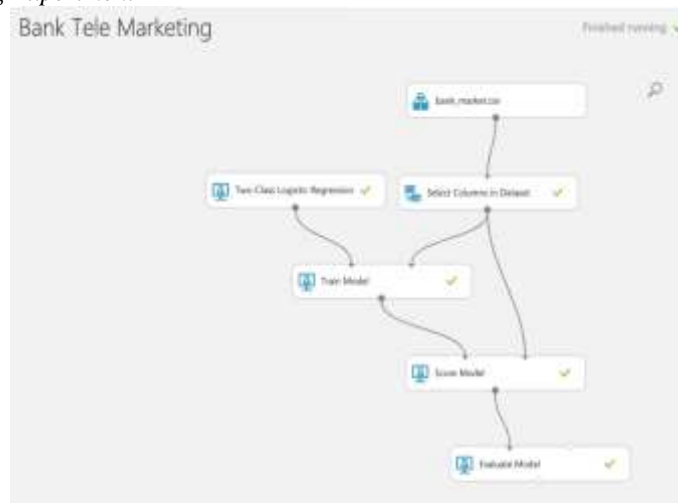 Bank Tele Marketing
Finished running
bank_market.csv
Two-Class Logistic Regression
Select Columns in Dataset
Train Model
Score Model
Evaluate Model